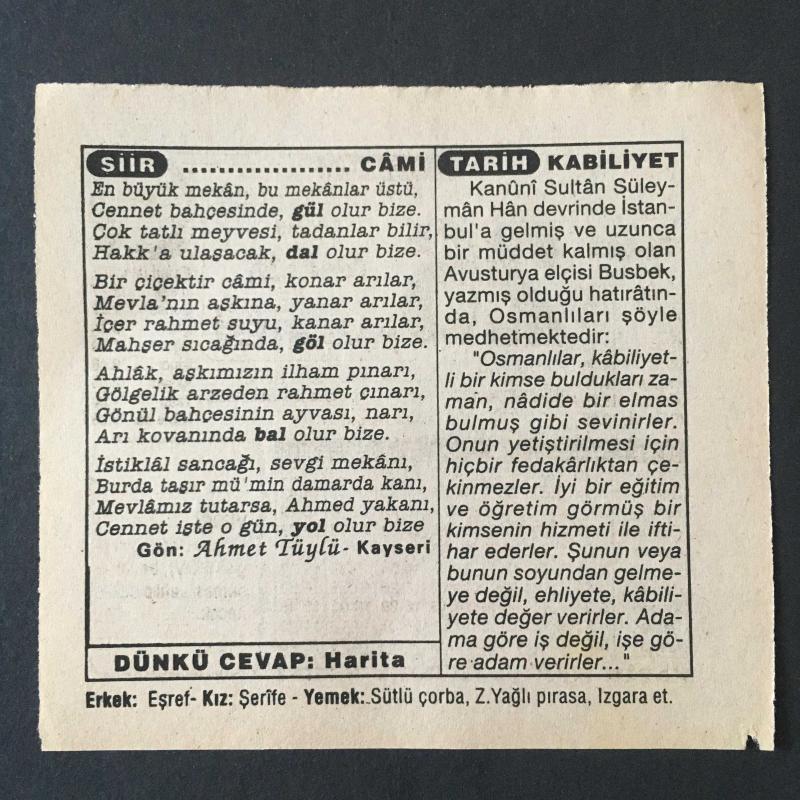 ŞİİR ................... CÂMİ
En büyük mekân, bu mekânlar üstü,
Cennet bahçesinde, gül olur bize.
Çok tatlı meyvesi, tadanlar bilir,
Hakk'a ulaşacak, dal olur bize.
Bir çiçektir câmi, konar arılar,
Mevla'nın aşkına, yanar arılar,
İçer rahmet suyu, kanar arılar,
Mahşer sıcağında, göl olur bize.
Ahlâk, aşkımızın ilham pınarı,
Gölgelik arzeden rahmet çınarı,
Gönül bahçesinin ayvası, narı,
Arı kovanında bal olur bize.
İstiklâl sancağı, sevgi mekânı,
Burda taşır mü'min damarda kanı,
Mevlâmız tutarsa, Ahmed yakanı,
Cennet işte o gün, yol olur bize
Gön: Ahmet Tüylü- Kayseri
DÜNKÜ CEVAP: Harita
TARİH KABİLİYET
Kanûnî Sultân Süley-
mân Hân devrinde İstan-
bul'a gelmiş ve uzunca
bir müddet kalmış olan
Avusturya elçisi Busbek,
yazmış olduğu hatırâtın-
da, Osmanlıları şöyle
medhetmektedir:
"Osmanlılar, kâbiliyet-
li bir kimse buldukları za-
man, nâdide bir elmas
bulmuş gibi sevinirler.
Onun yetiştirilmesi için
hiçbir fedakârlıktan çe-
kinmezler. İyi bir eğitim
ve öğretim görmüş bir
kimsenin hizmeti ile ifti-
har ederler. Şunun veya
bunun soyundan gelme-
ye değil, ehliyete, kâbili-
yete değer verirler. Ada-
ma göre iş değil, işe gö-
re adam verirler..."
Erkek: Eşref- Kız: Şerîfe - Yemek: Sütlü çorba, Z.Yağlı pırasa, Izgara et.